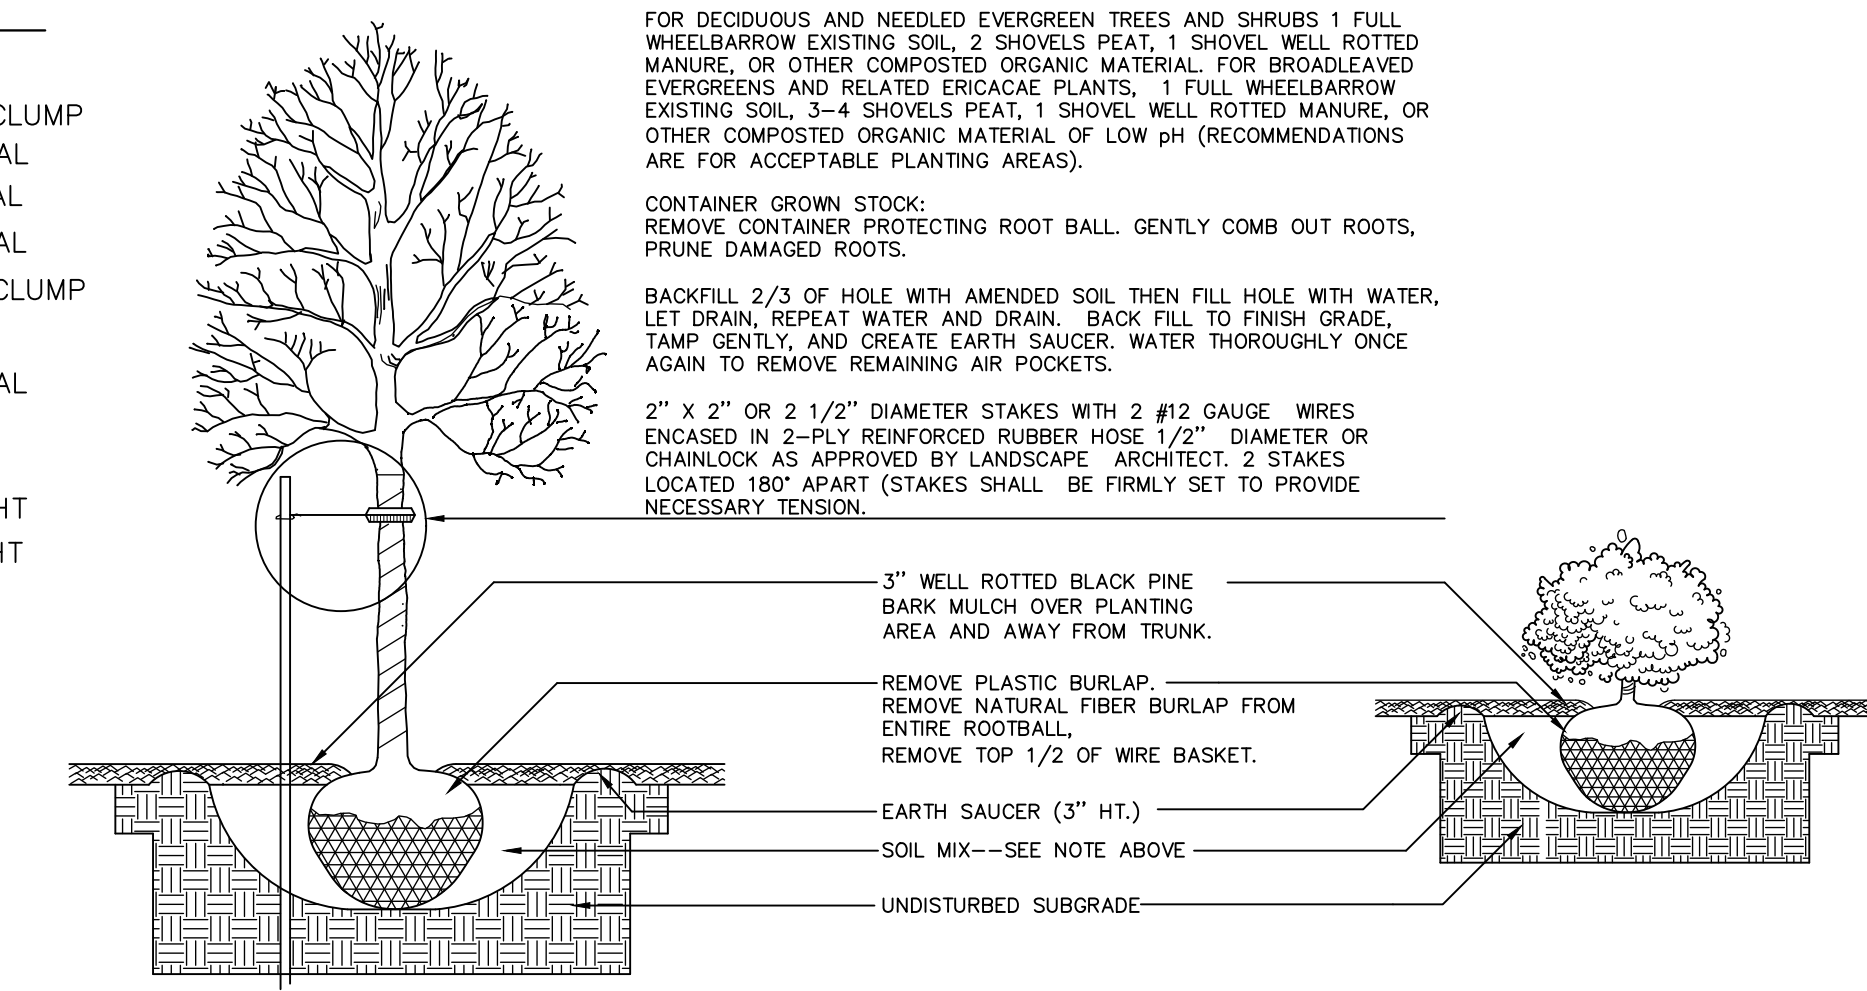 CLUMP
AL
AL
AL
CLUMP
AL
HT
HT
FOR DECIDUOUS AND NEEDLED EVERGREEN TREES AND SHRUBS 1 FULL
WHEELBARROW EXISTING SOIL, 2 SHOVELS PEAT, 1 SHOVEL WELL ROTTED
MANURE, OR OTHER COMPOSTED ORGANIC MATERIAL. FOR BROADLEAVED
EVERGREENS AND RELATED ERICACAE PLANTS, 1 FULL WHEELBARROW
EXISTING SOIL, 3-4 SHOVELS PEAT, 1 SHOVEL WELL ROTTED MANURE, OR
OTHER COMPOSTED ORGANIC MATERIAL OF LOW pH (RECOMMENDATIONS
ARE FOR ACCEPTABLE PLANTING AREAS).
CONTAINER GROWN STOCK:
REMOVE CONTAINER PROTECTING ROOT BALL. GENTLY COMB OUT ROOTS,
PRUNE DAMAGED ROOTS.
BACKFILL 2/3 OF HOLE WITH AMENDED SOIL THEN FILL HOLE WITH WATER,
LET DRAIN, REPEAT WATER AND DRAIN. BACK FILL TO FINISH GRADE,
TAMP GENTLY, AND CREATE EARTH SAUCER. WATER THOROUGHLY ONCE
AGAIN TO REMOVE REMAINING AIR POCKETS.
2" X 2" OR 2 1/2" DIAMETER STAKES WITH 2 #12 GAUGE WIRES
ENCASED IN 2-PLY REINFORCED RUBBER HOSE 1/2" DIAMETER OR
CHAINLOCK AS APPROVED BY LANDSCAPE ARCHITECT. 2 STAKES
LOCATED 180° APART (STAKES SHALL BE FIRMLY SET TO PROVIDE
NECESSARY TENSION.
3" WELL ROTTED BLACK PINE
BARK MULCH OVER PLANTING
AREA AND AWAY FROM TRUNK.
REMOVE PLASTIC BURLAP.
REMOVE NATURAL FIBER BURLAP FROM
ENTIRE ROOTBALL,
REMOVE TOP 1/2 OF WIRE BASKET.
EARTH SAUCER (3" HT.)
SOIL MIX--SEE NOTE ABOVE
UNDISTURBED SUBGRADE